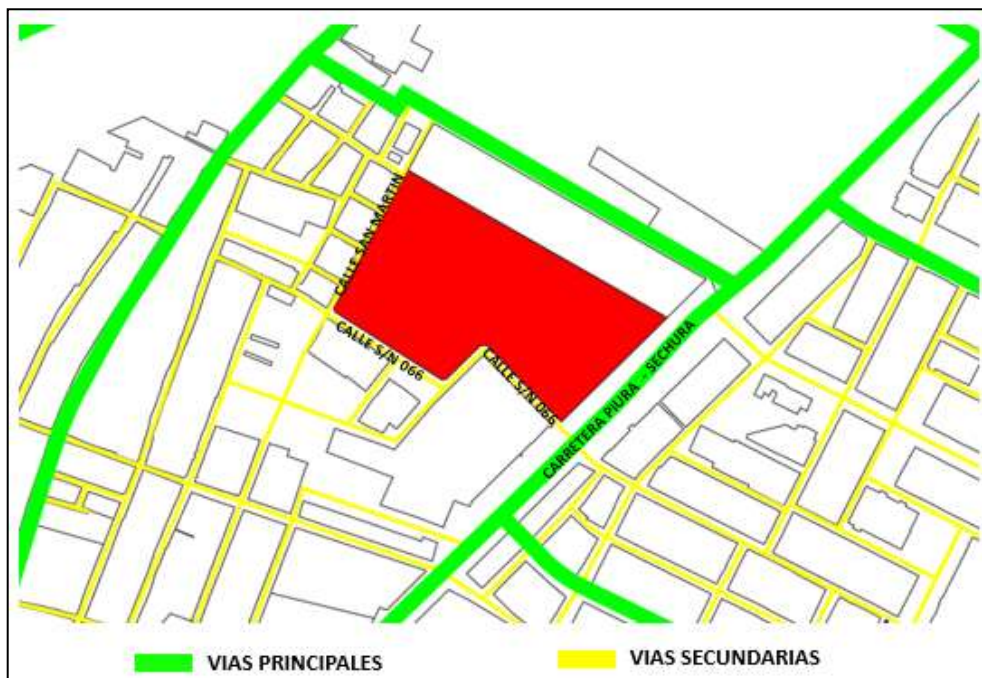 CALLE SAN MARTIN
CALLE S/N 066
CALLE S/N 066
CARRETERA PIURA - SECHURA
VIAS PRINCIPALES
VIAS SECUNDARIAS